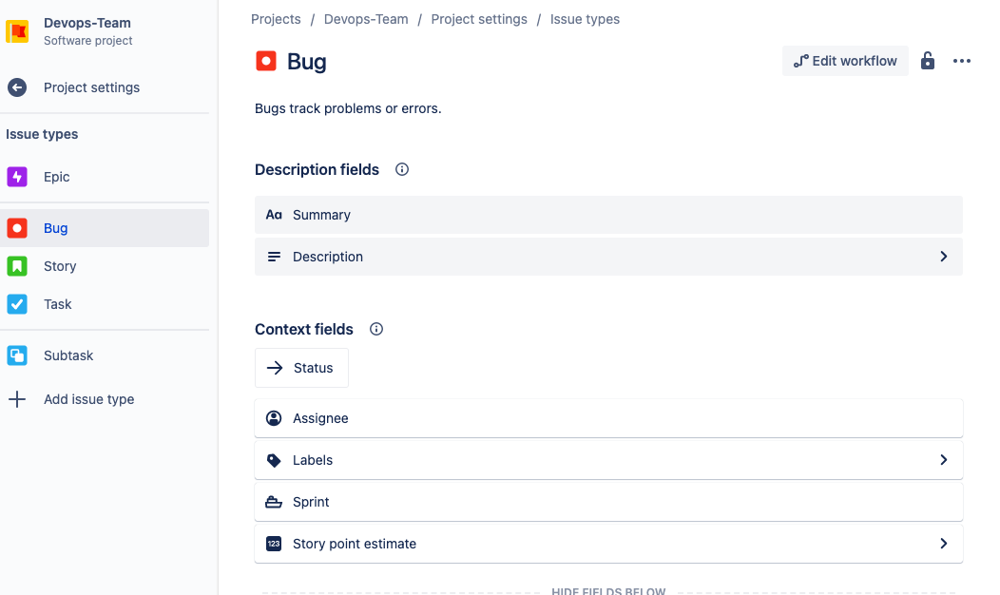 Devops-Team
Software project
Project settings
Issue types
Epic
Bug
Story
Task
Subtask
Add issue type
Projects / Devops-Team / Project settings / Issue types
Bug
Edit workflow
Bugs track problems or errors.
Description fields
Aa Summary
Description
Context fields
Status
Assignee
Labels
Sprint
123 Story point estimate
HIDE FIELDS BELOW